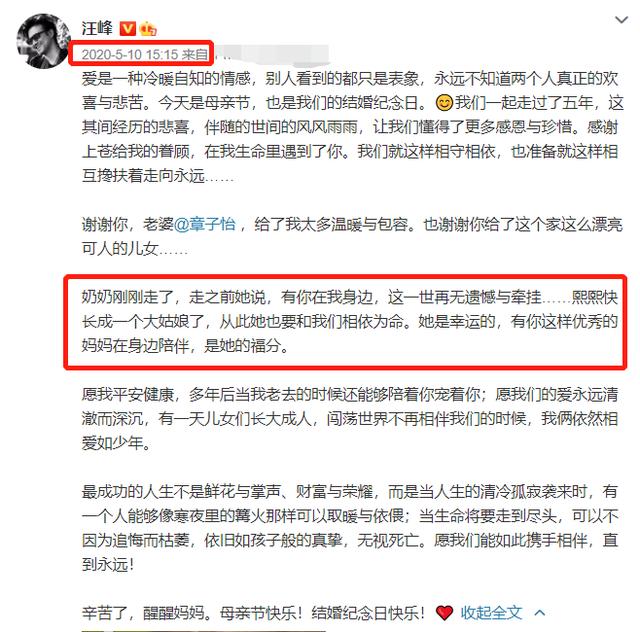 汪峰
2020-5-10 15:15 来自
爱是一种冷暖自知的情感，别人看到的都只是表象，永远不知道两个人真正的欢
喜与悲苦。今天是母亲节，也是我们的结婚纪念日。😊我们一起走过了五年，这
其间经历的悲喜，伴随的世间的风风雨雨，让我们懂得了更多感恩与珍惜。感谢
上苍给我的眷顾，在我生命里遇到了你。我们就这样相守相依，也准备就这样相
互搀扶着走向永远……
谢谢你，老婆@章子怡 ，给了我太多温暖与包容。也谢谢你给了这个家这么漂亮
可人的儿女……
奶奶刚刚走了，走之前她说，有你在我身边，这一世再无遗憾与牵挂……熙熙快
长成一个大姑娘了，从此她也要和我们相依为命。她是幸运的，有你这样优秀的
妈妈在身边陪伴，是她的福分。
愿我平安健康，多年后当我老去的时候还能够陪着你宠着你；愿我们的爱永远清
澈而深沉，有一天儿女们长大成人，闯荡世界不再相伴我们的时候，我俩依然相
爱如少年。
最成功的人生不是鲜花与掌声、财富与荣耀，而是当人生的清冷孤寂袭来时，有
一个人能够像寒夜里的篝火那样可以取暖与依偎；当生命将要走到尽头，可以不
因为追悔而枯萎，依旧如孩子般的真挚，无视死亡。愿我们能如此携手相伴，直
到永远！
辛苦了，醒醒妈妈。母亲节快乐！结婚纪念日快乐！❤️ 收起全文